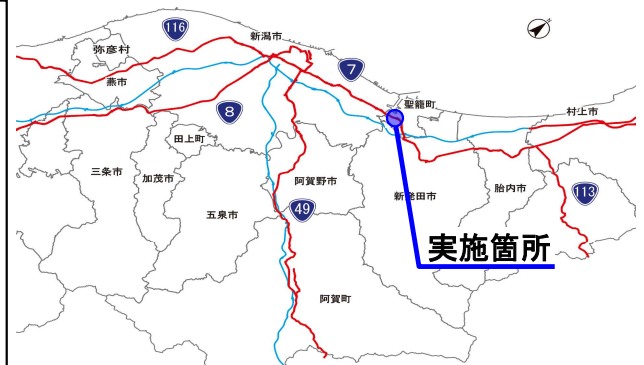 116
新潟市
弥彦村
7
燕市
聖籠町
村上市
8
田上町
三条市
加茂市
阿賀野市
新発田市
胎内市
113
五泉市
49
実施箇所
阿賀町